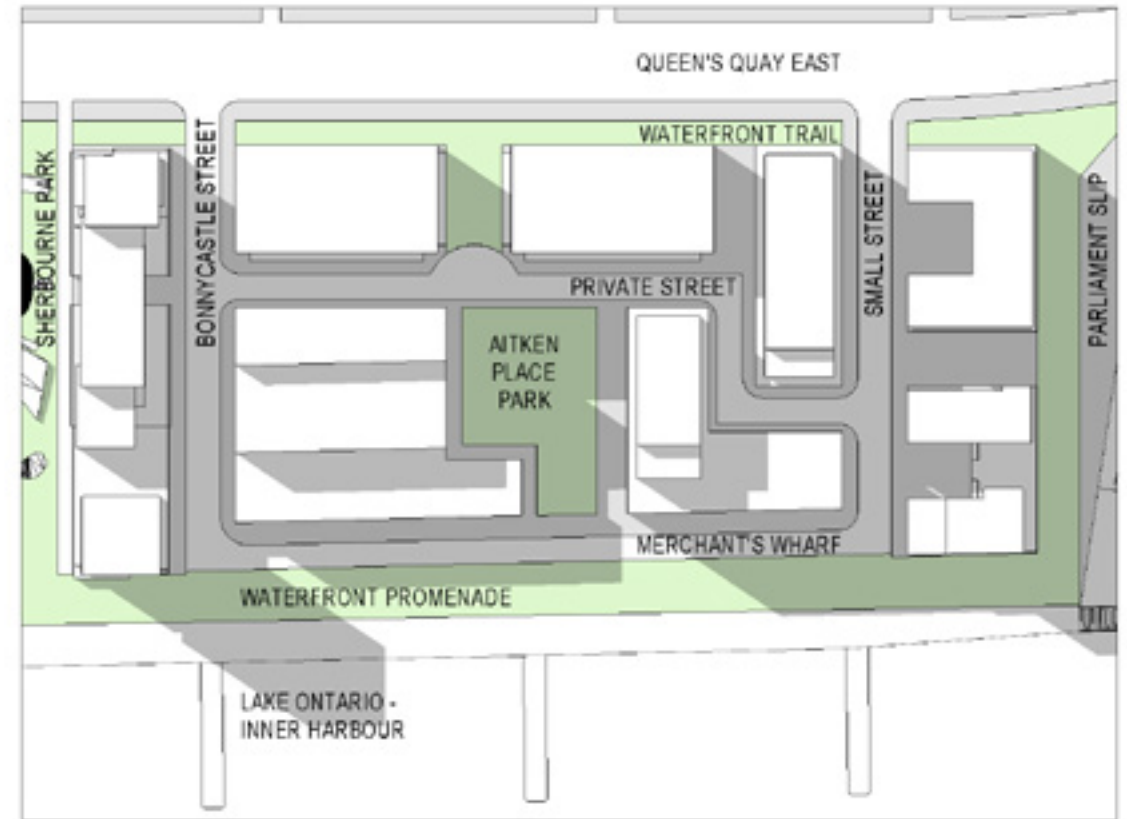 QUEEN'S QUAY EAST
WATERFRONT TRAIL
SHERBOURNE PARK
BONNYCASTLE STREET
SMALL STREET
PARLIAMENT SLIP
PRIVATE STREET
AITKEN
PLACE
PARK
MERCHANT'S WHARF
WATERFRONT PROMENADE
LAKE ONTARIO -
INNER HARBOUR